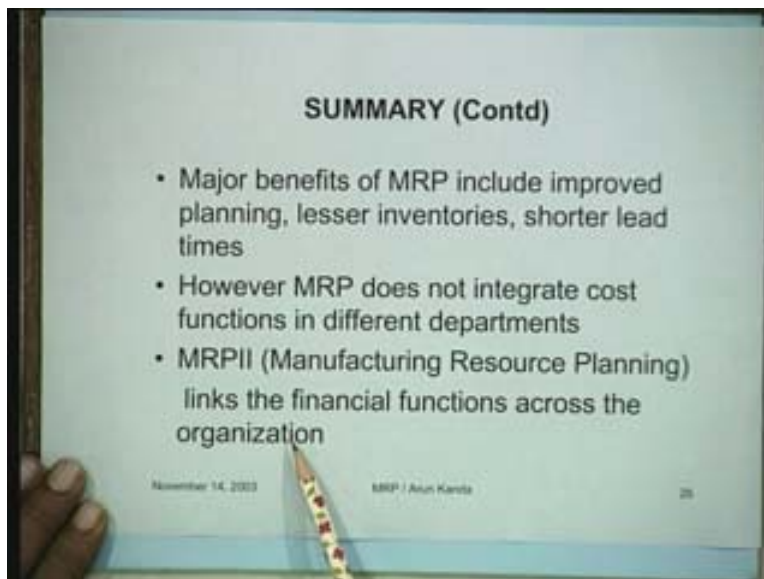 SUMMARY (Contd)
• Major benefits of MRP include improved
planning, lesser inventories, shorter lead
times
• However MRP does not integrate cost
functions in different departments
• MRPII (Manufacturing Resource Planning)
links the financial functions across the
organization
November 14, 2003 MRP / Arun Kanda 25